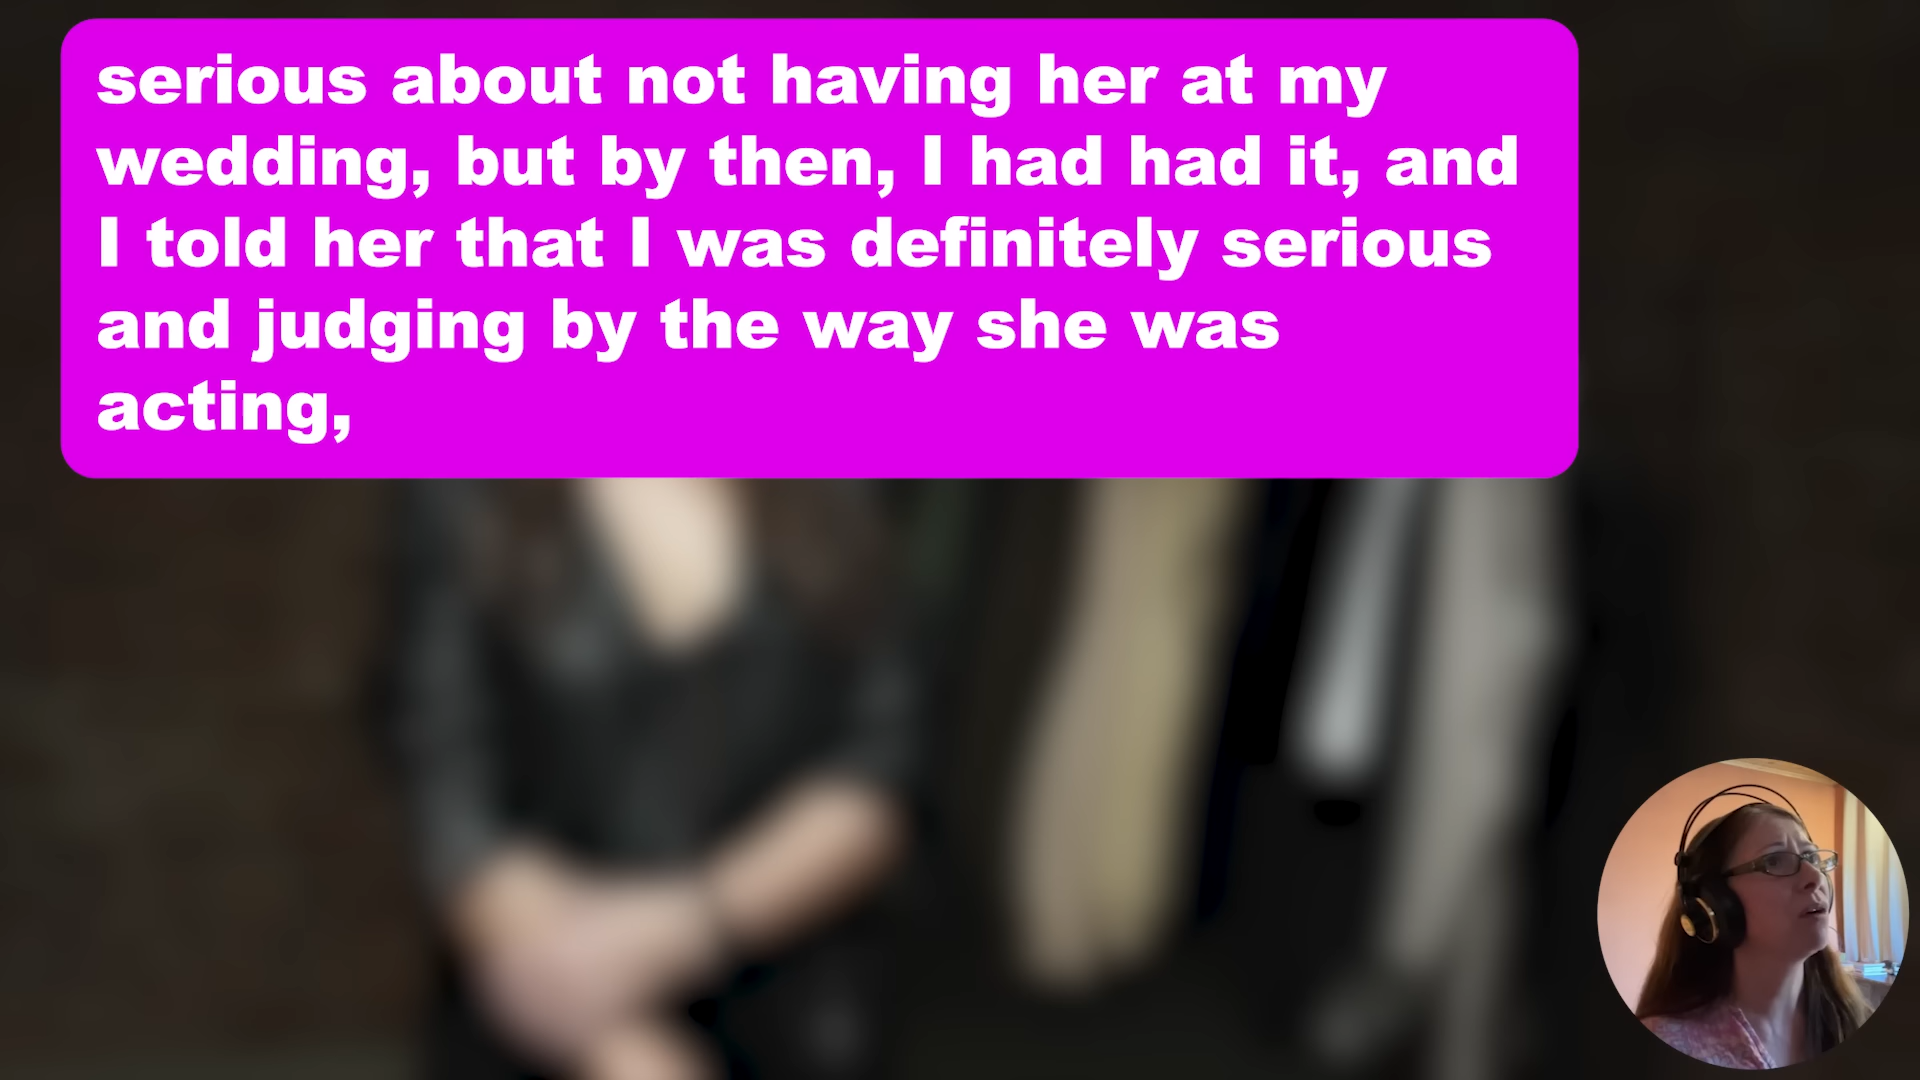 serious about not having her at my
wedding, but by then, I had had it, and
I told her that I was definitely serious
and judging by the way she was
acting,